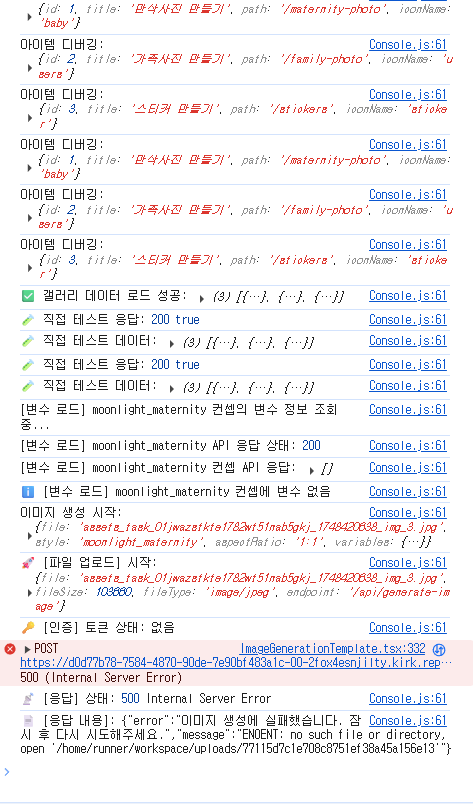 {id: 1, title: '만삭사진 만들기', path: '/maternity-photo', iconName:
'baby'}
아이템 디버깅: Console.js:61
{id: 2, title: '가족사진 만들기', path: '/family-photo', iconName: 'u
sers'}
아이템 디버깅: Console.js:61
{id: 3, title: '스티커 만들기', path: '/stickers', iconName: 'sticke
r'}
아이템 디버깅: Console.js:61
{id: 1, title: '만삭사진 만들기', path: '/maternity-photo', iconName:
'baby'}
아이템 디버깅: Console.js:61
{id: 2, title: '가족사진 만들기', path: '/family-photo', iconName: 'u
sers'}
아이템 디버깅: Console.js:61
{id: 3, title: '스티커 만들기', path: '/stickers', iconName: 'sticke
r'}
✅ 갤러리 데이터 로드 성공: ▶ (3) [{…}, {…}, {…}] Console.js:61
🧪 직접 테스트 응답: 200 true Console.js:61
🧪 직접 테스트 데이터: ▶ (3) [{…}, {…}, {…}] Console.js:61
🧪 직접 테스트 응답: 200 true Console.js:61
🧪 직접 테스트 데이터: ▶ (3) [{…}, {…}, {…}] Console.js:61
[변수 로드] moonlight_maternity 컨셉의 변수 정보 조회 Console.js:61
중...
[변수 로드] moonlight_maternity API 응답 상태: 200 Console.js:61
[변수 로드] moonlight_maternity 컨셉 API 응답: ▶ [] Console.js:61
ℹ️ [변수 로드] moonlight_maternity 컨셉에 변수 없음 Console.js:61
이미지 생성 시작: Console.js:61
{file: 'assets_task_01jwazstkte1782wt51nab5gkj_1748420638_img_3.jpg',
style: 'moonlight_maternity', aspectRatio: '1:1', variables: {…}}
🚀 [파일 업로드] 시작: Console.js:61
{file: 'assets_task_01jwazstkte1782wt51nab5gkj_1748420638_img_3.jpg',
fileSize: 103660, fileType: 'image/jpeg', endpoint: '/api/generate-im
age'}
🔑 [인증] 토큰 상태: 없음 Console.js:61
▶ POST ImageGenerationTemplate.tsx:332
https://d0d77b78-7584-4870-90de-7e90bf483a1c-00-2fox4esnjiity.kirk.rep…
500 (Internal Server Error)
📡 [응답] 상태: 500 Internal Server Error Console.js:61
📄 [응답 내용]: {"error":"이미지 생성에 실패했습니다. 잠 Console.js:61
시 후 다시 시도해주세요.","message":"ENOENT: no such file or directory,
open '/home/runner/workspace/uploads/77115d7c1e708c8751ef38a45a156e13'"}